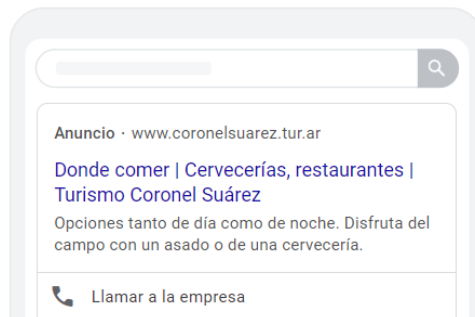 Anuncio · www.coronelsuarez.tur.ar
Donde comer | Cervecerías, restaurantes |
Turismo Coronel Suárez
Opciones tanto de día como de noche. Disfruta del
campo con un asado o de una cervecería.
Llamar a la empresa